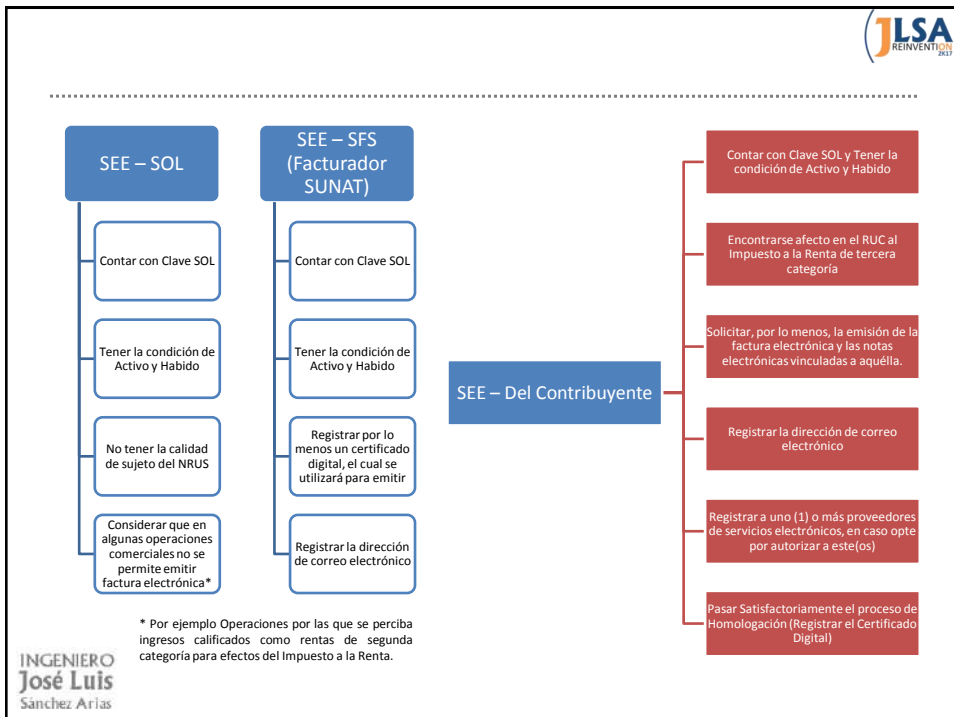 JLSA
REINVENTION
2K17
SEE – SOL
Contar con Clave SOL
Tener la condición de
Activo y Habido
No tener la calidad
de sujeto del NRUS
Considerar que en
algunas operaciones
comerciales no se
permite emitir
factura electrónica*
SEE – SFS
(Facturador
SUNAT)
Contar con Clave SOL
Tener la condición de
Activo y Habido
Registrar por lo
menos un certificado
digital, el cual se
utilizará para emitir
Registrar la dirección
de correo electrónico
* Por ejemplo Operaciones por las que se perciba
ingresos calificados como rentas de segunda
categoría para efectos del Impuesto a la Renta.
SEE – Del Contribuyente
Contar con Clave SOL y Tener la
condición de Activo y Habido
Encontrarse afecto en el RUC al
Impuesto a la Renta de tercera
categoría
Solicitar, por lo menos, la emisión de la
factura electrónica y las notas
electrónicas vinculadas a aquélla.
Registrar la dirección de correo
electrónico
Registrar a uno (1) o más proveedores
de servicios electrónicos, en caso opte
por autorizar a este(os)
Pasar Satisfactoriamente el proceso de
Homologación (Registrar el Certificado
Digital)
INGENIERO
José Luis
Sánchez Arias